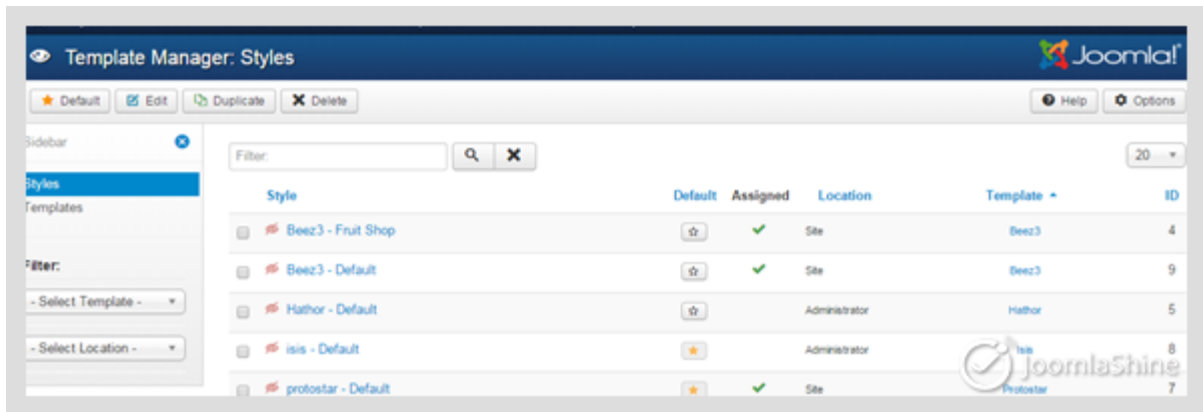 Template Manager: Styles
Joomla!
Default Edit Duplicate Delete Help Options
Sidebar
Filter: 20
Styles
Templates
Style Default Assigned Location Template ID
Beez3 - Fruit Shop Site Beez3 4
Filter:
Beez3 - Default Site Beez3 9
- Select Template -
Hathor - Default Administrator Hathor 5
- Select Location -
isis - Default Administrator Isis 8
JoomlaShine
protostar - Default Site Protostar 7